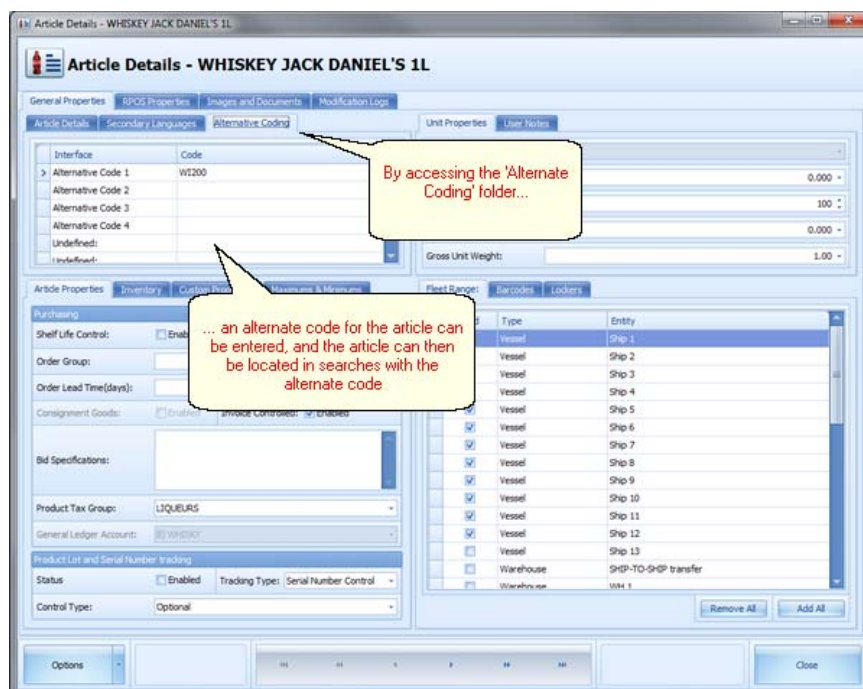 Article Details - WHISKEY JACK DANIEL'S 1L
Article Details - WHISKEY JACK DANIEL'S 1L
General Properties RPOS Properties Images and Documents Modification Logs
Article Details Secondary Languages Alternative Coding
Interface Code
> Alternative Code 1 WI200
Alternative Code 2
Alternative Code 3
Alternative Code 4
Undefined:
Undefined:
By accessing the 'Alternate
Coding' folder...
Unit Properties User Notes
0.000
100
0.000
Gross Unit Weight: 1.00
Article Properties Inventory Maximums & Minimums
Purchasing
Shelf Life Control:
Order Group:
Order Lead Time(days):
Consignment Goods: Enabled Invoice Controlled: Enabled
... an alternate code for the article can
be entered, and the article can then
be located in searches with the
alternate code
Bid Specifications:
Product Tax Group: LIQUEURS
General Ledger Account: WHISKY
Product Lot and Serial Number tracking
Status Enabled Tracking Type: Serial Number Control
Control Type: Optional
Fleet Range: Barcodes Lockers
Type Entity
Vessel Ship 1
Vessel Ship 2
Vessel Ship 3
Vessel Ship 4
Vessel Ship 5
Vessel Ship 6
Vessel Ship 7
Vessel Ship 8
Vessel Ship 9
Vessel Ship 10
Vessel Ship 11
Vessel Ship 12
Vessel Ship 13
Warehouse SHIP-TO-SHIP transfer
Warehouse WH 1
Remove All Add All
Options Close